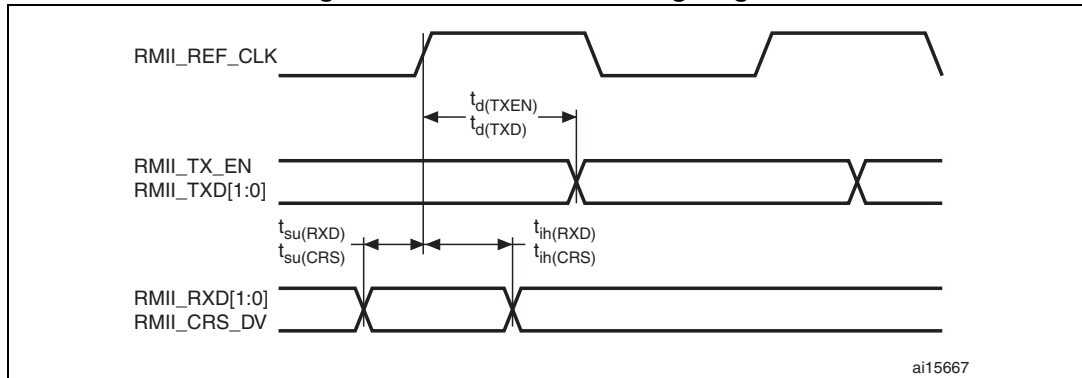 RMII_REF_CLK
td(TXEN)
td(TXD)
RMII_TX_EN
RMII_TXD[1:0]
tsu(RXD)
tsu(CRS)
tih(RXD)
tih(CRS)
RMII_RXD[1:0]
RMII_CRS_DV
ai15667